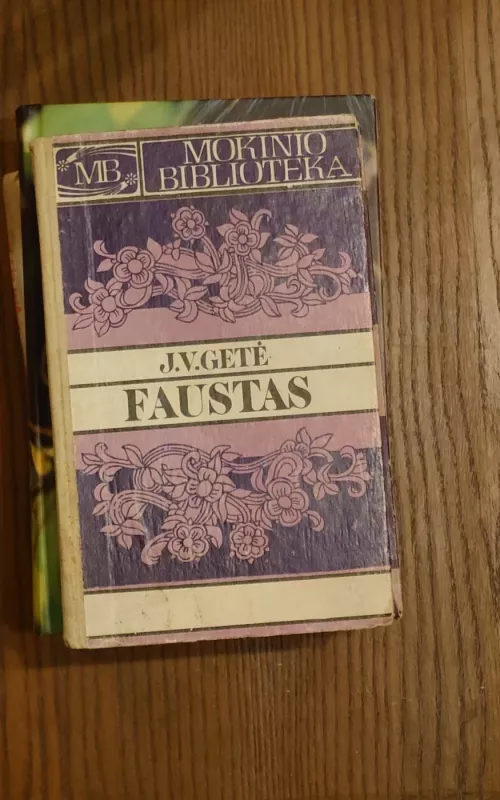 MB
MOKINIO
BIBLIOTEKA
J.V.GETĖ
FAUSTAS